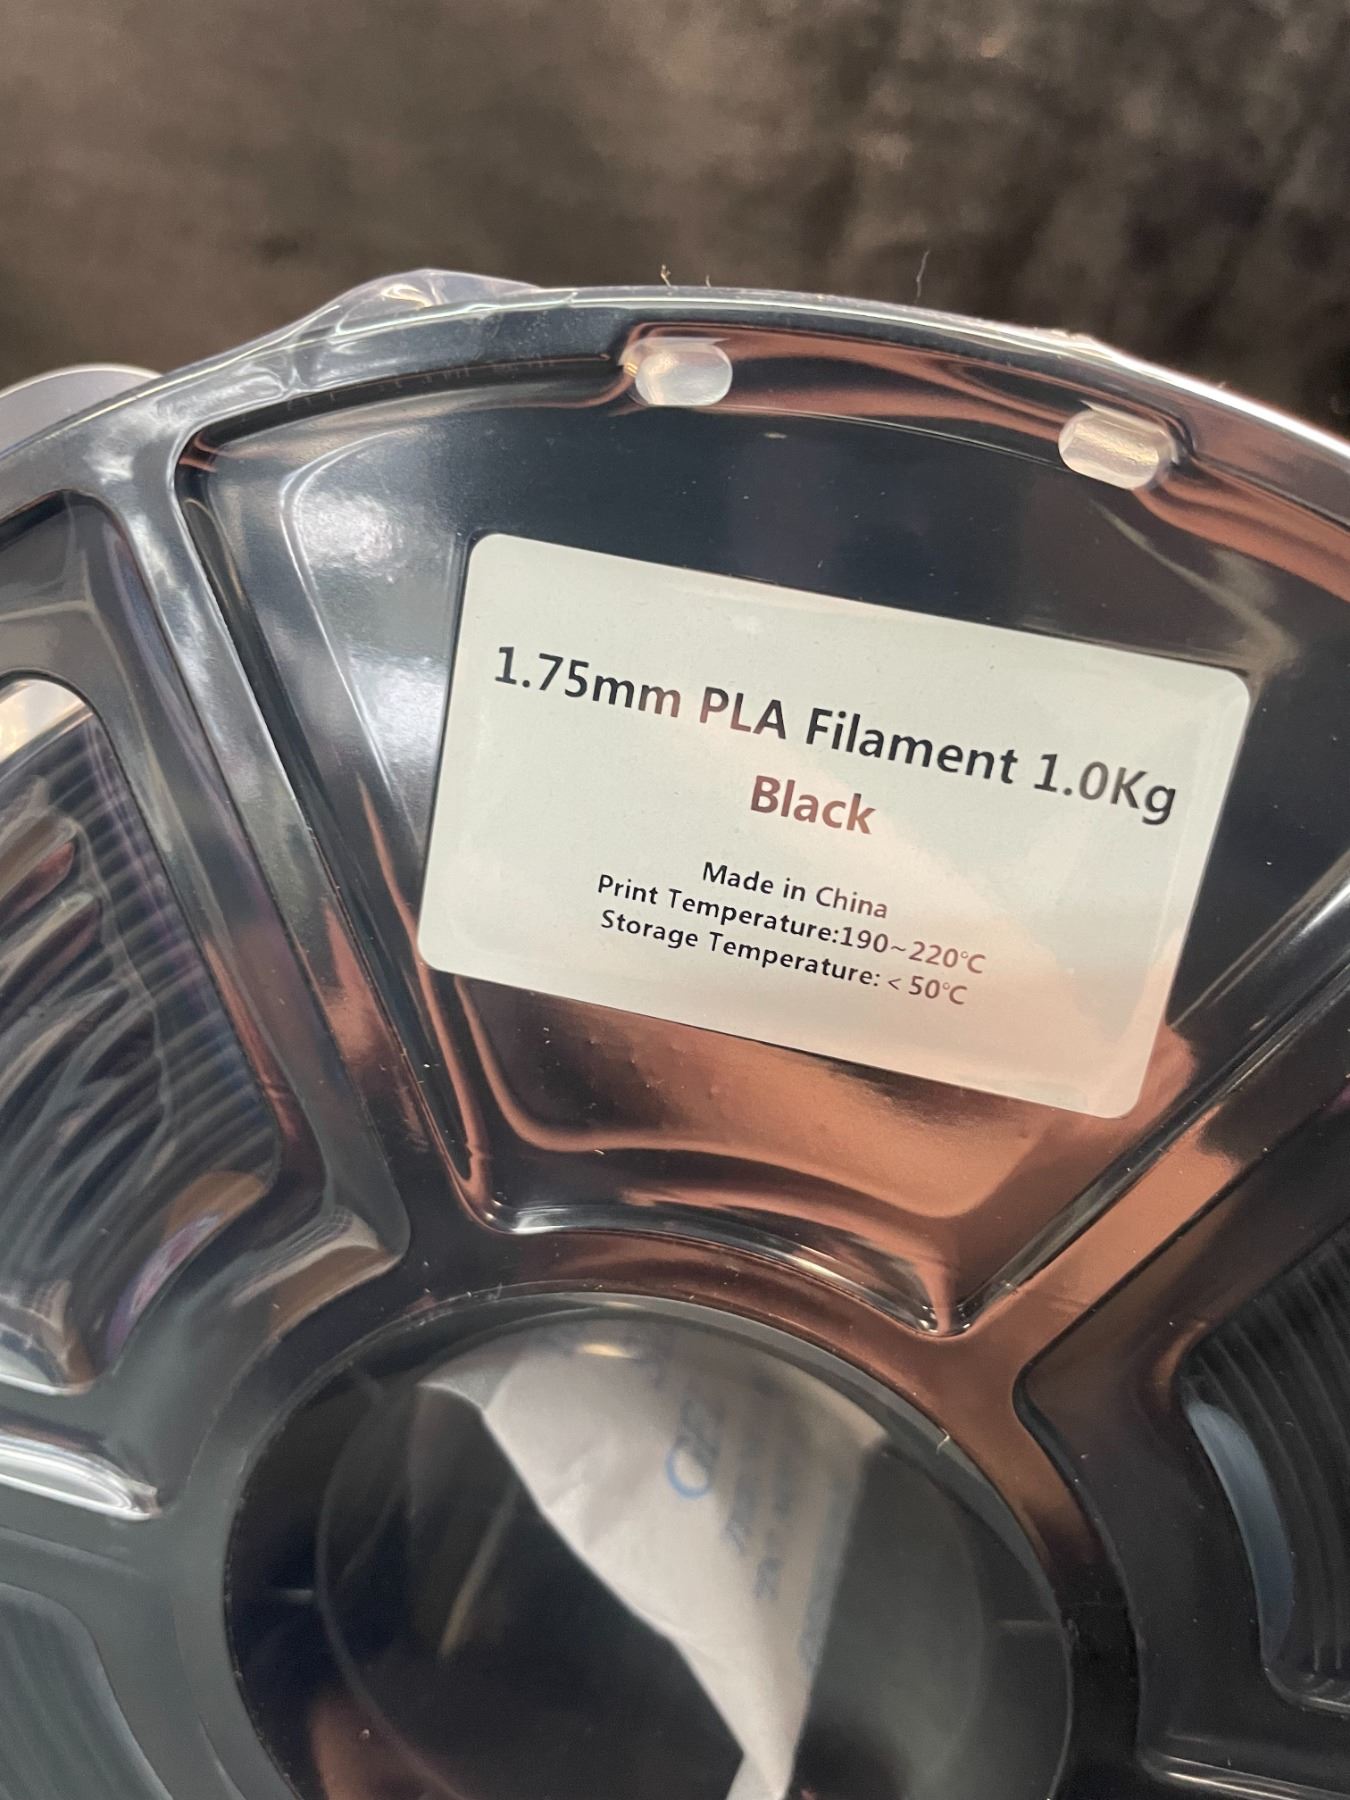 1.75mm PLA Filament 1.0Kg
Black
Made in China
Print Temperature:190~220℃
Storage Temperature: < 50℃